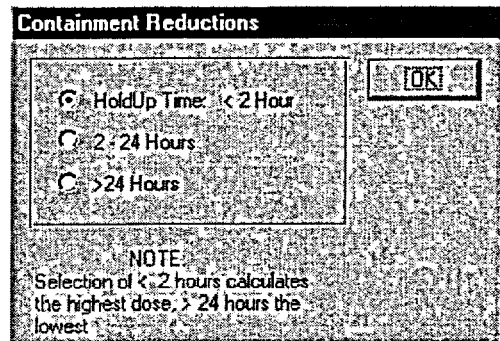 Containment Reductions
OK
HoldUp Time: < 2 Hour
2 - 24 Hours
>24 Hours
NOTE:
Selection of < 2 hours calculates
the highest dose, > 24 hours the
lowest